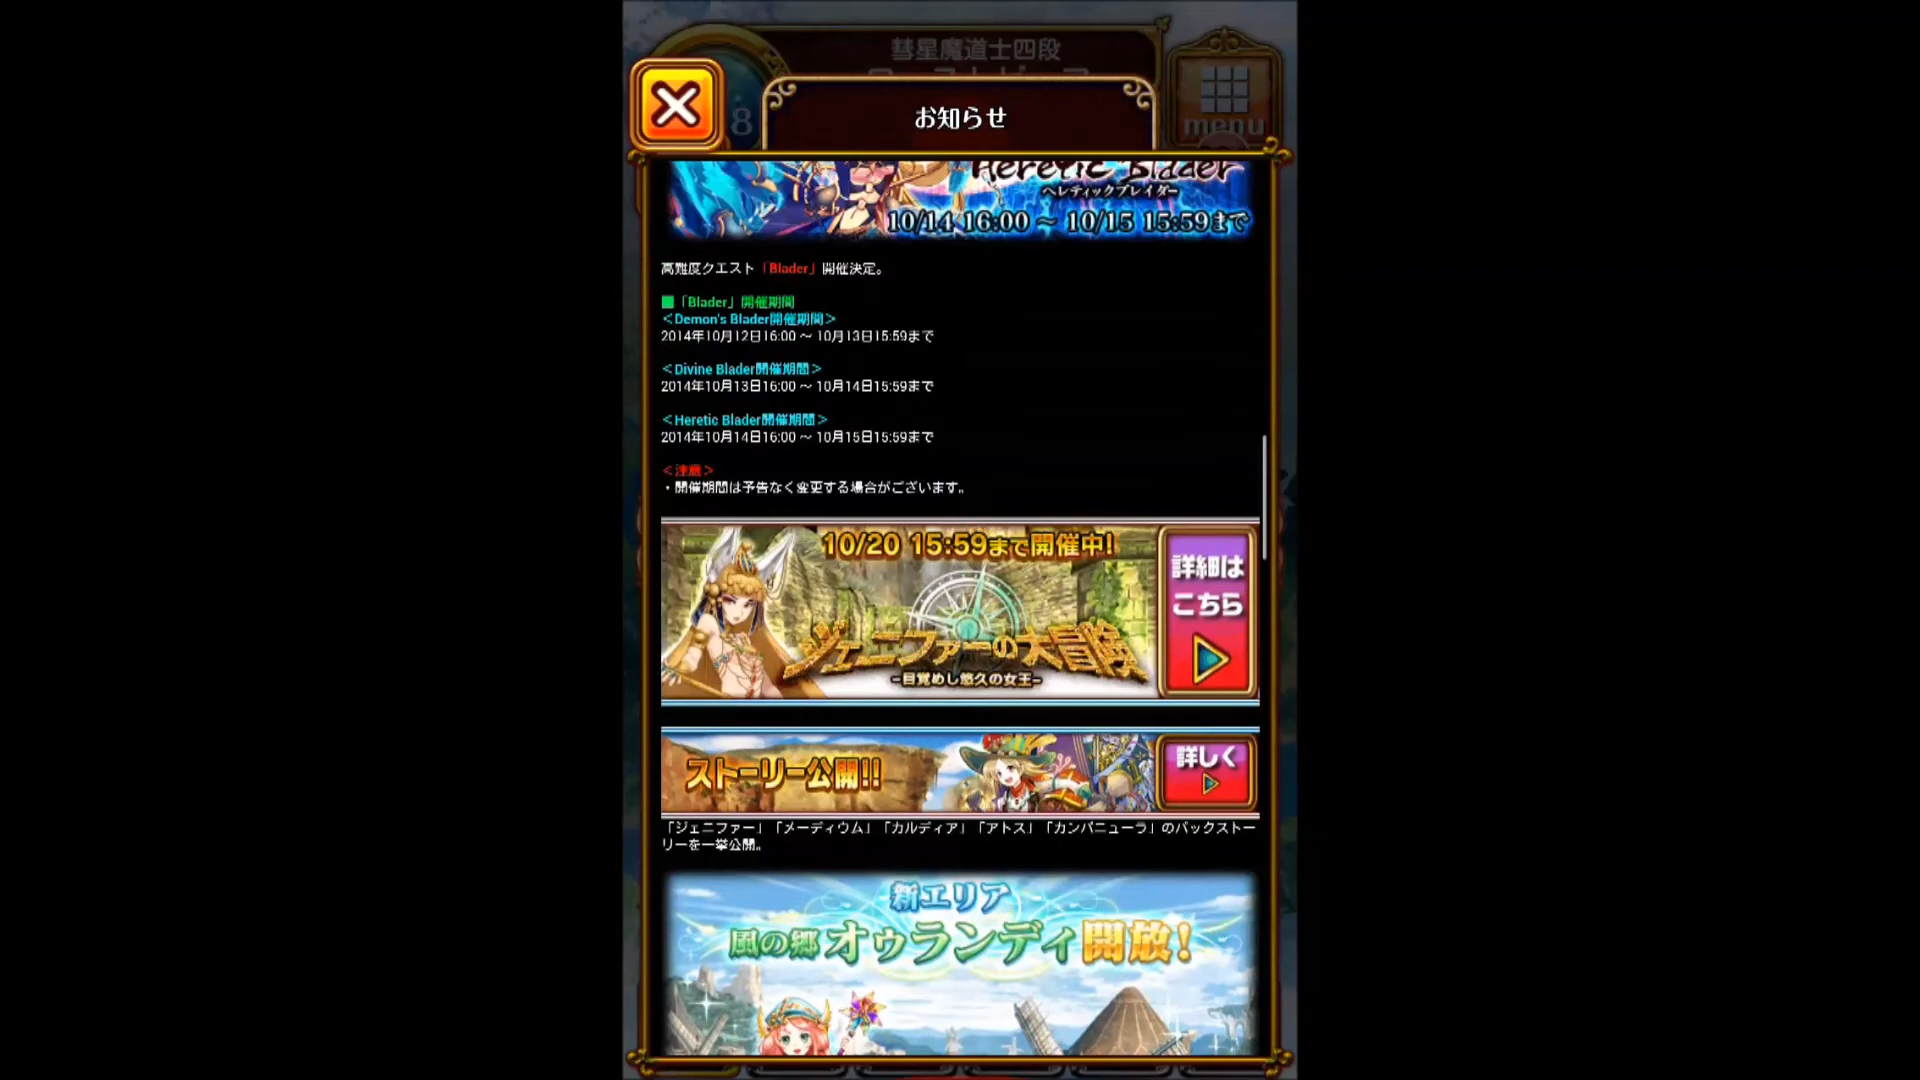 彗星魔道士四段
8
menu
お知らせ
Heretic Blader
ヘレティックブレイダー
10/14 16:00 ～ 10/15 15:59まで
高難度クエスト「Blader」開催決定。
■「Blader」開催期間
＜Demon's Blader開催期間＞
2014年10月12日16:00 ～ 10月13日15:59まで
＜Divine Blader開催期間＞
2014年10月13日16:00 ～ 10月14日15:59まで
＜Heretic Blader開催期間＞
2014年10月14日16:00 ～ 10月15日15:59まで
＜注意＞
・開催期間は予告なく変更する場合がございます。
10/20 15:59まで開催中!
ジェニファーの大冒険
-目覚めし悠久の女王-
詳細は
こちら
ストーリー公開!!
詳しく
「ジェニファー」「メーディウム」「カルディア」「アトス」「カンパニューラ」のバックストー
リーを一挙公開。
新エリア
風の郷オゥランディ開放!